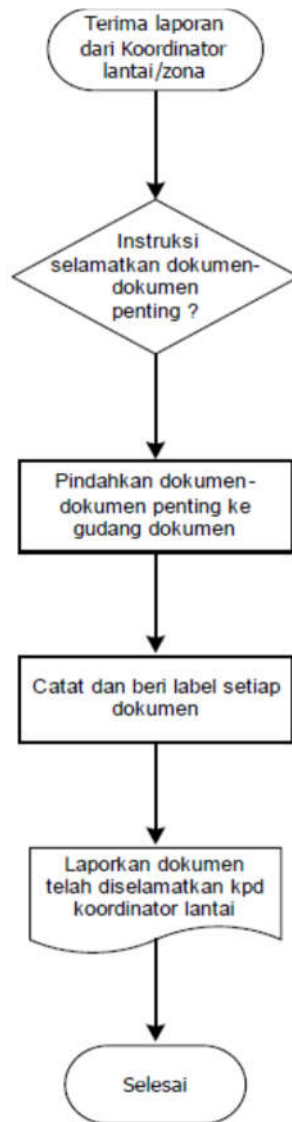 Terima laporan
dari Koordinator
lantai/zona
Instruksi
selamatkan dokumen-
dokumen
penting ?
Pindahkan dokumen-
dokumen penting ke
gudang dokumen
Catat dan beri label setiap
dokumen
Laporkan dokumen
telah diselamatkan kpd
koordinator lantai
Selesai